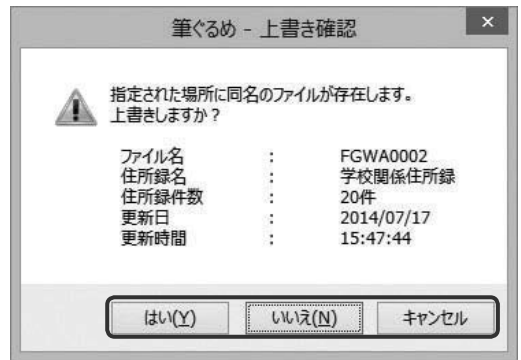 筆ぐるめ - 上書き確認
×
指定された場所に同名のファイルが存在します。
上書きしますか？
ファイル名 : FGWA0002
住所録名 : 学校関係住所録
住所録件数 : 20件
更新日 : 2014/07/17
更新時間 : 15:47:44
はい(Y) いいえ(N) キャンセル